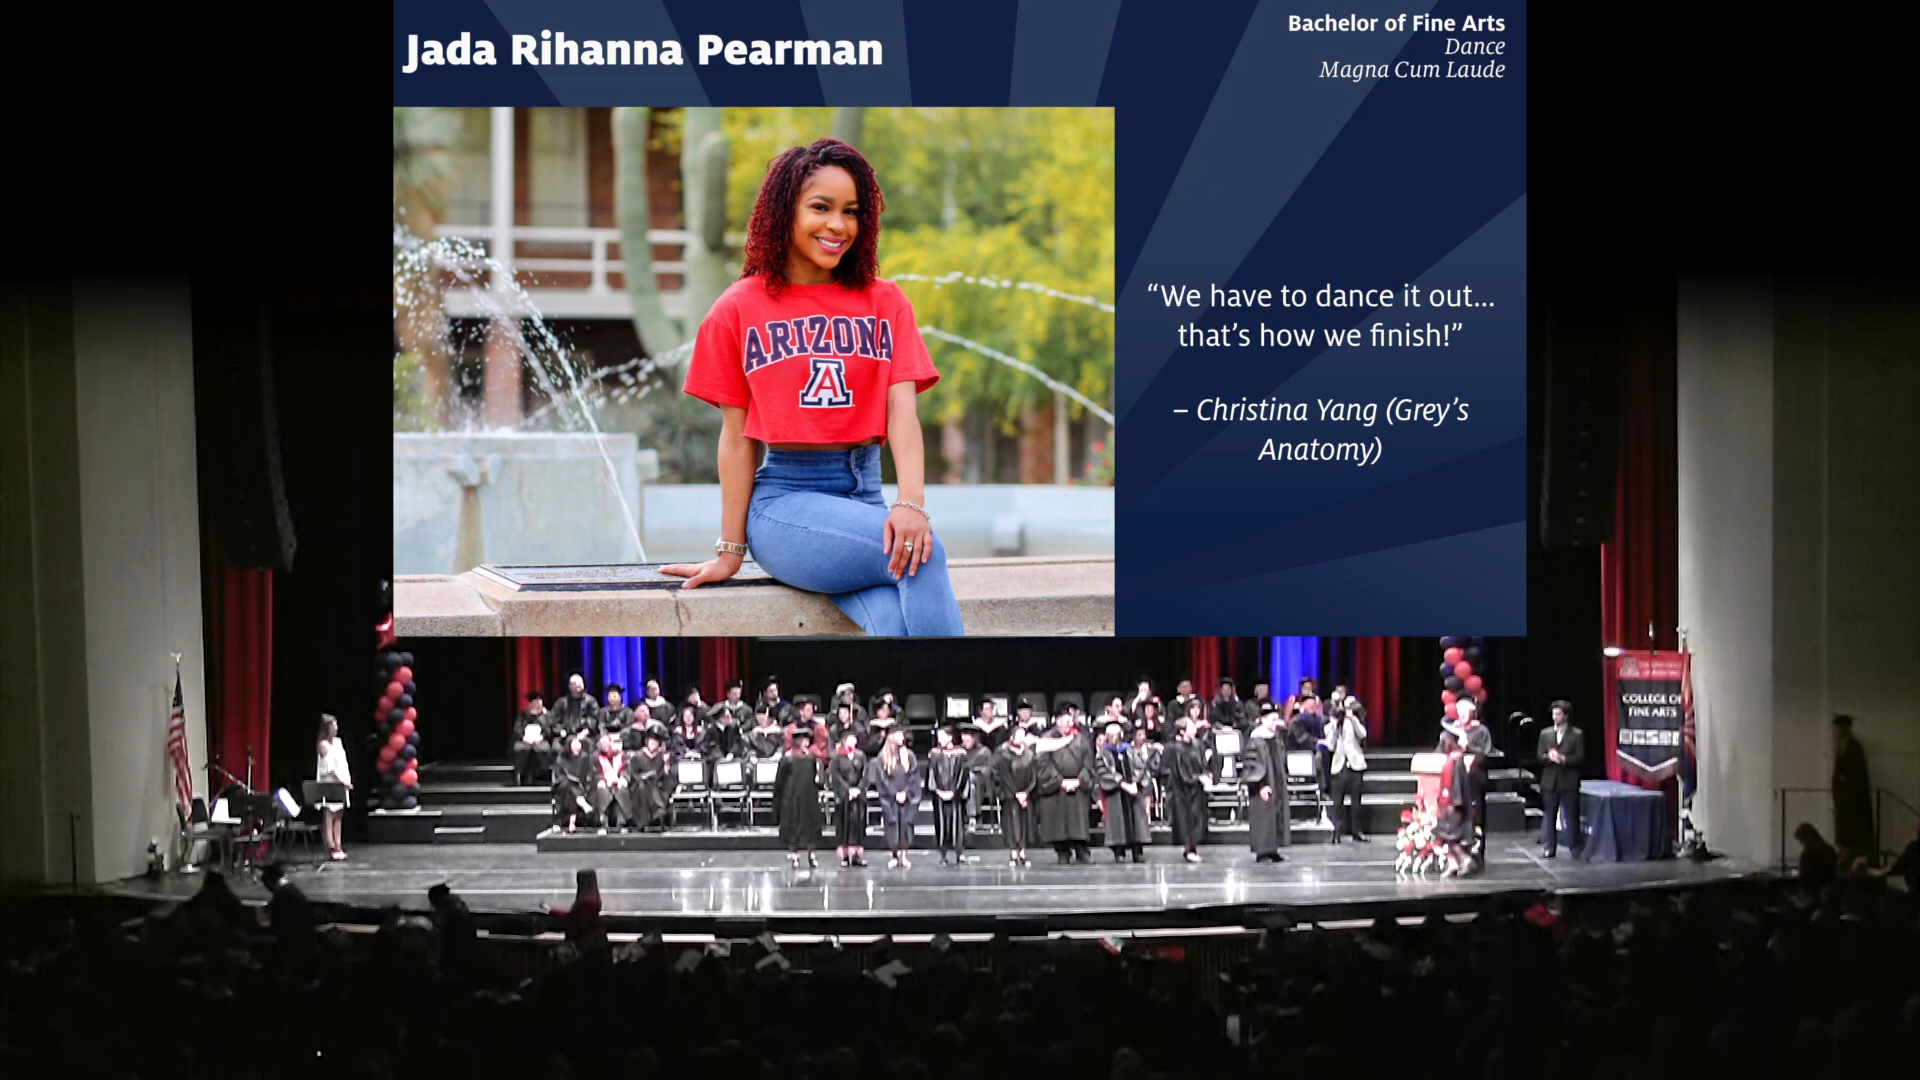 Jada Rihanna Pearman
Bachelor of Fine Arts
Dance
Magna Cum Laude
ARIZONA
A
“We have to dance it out...
that’s how we finish!”
– Christina Yang (Grey’s
Anatomy)
COLLEGE OF
FINE ARTS